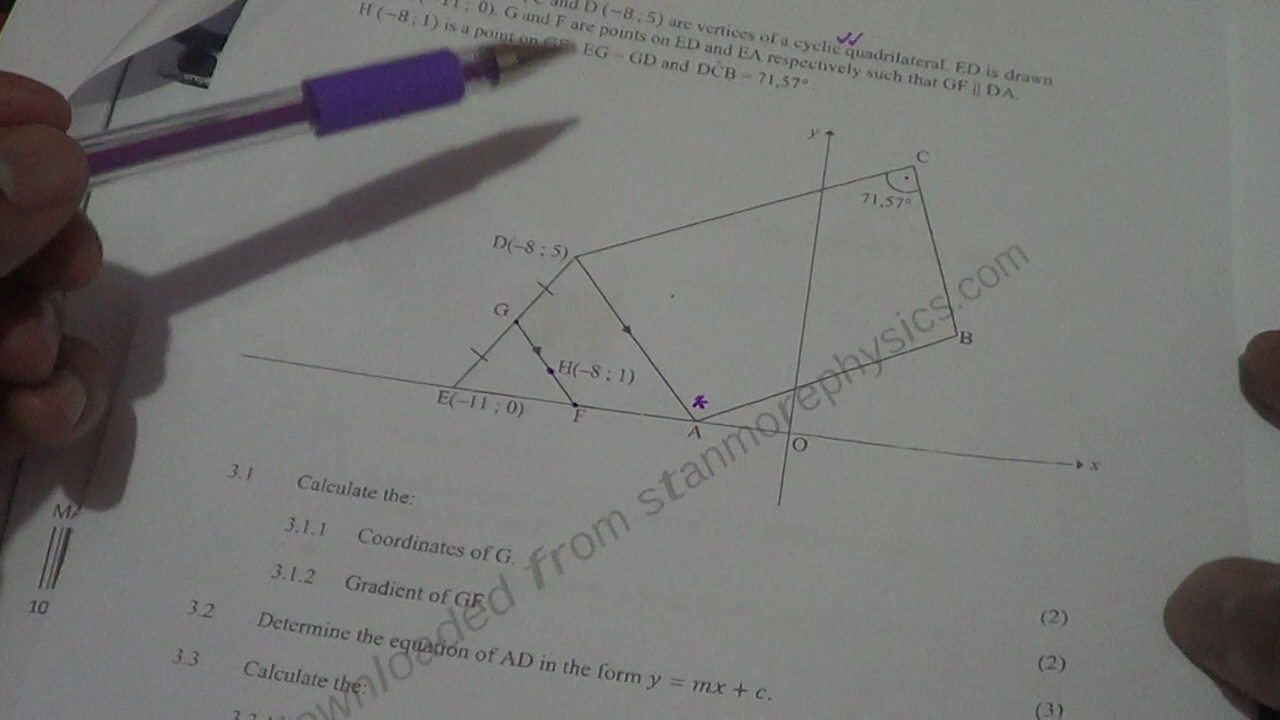 and D (−8 ; 5) are vertices of a cyclic quadrilateral. ED is drawn
; 0). G and F are points on ED and EA respectively such that GF || DA.
H (−8 ; 1) is a point on EG = GD and DĈB = 71,57°
y
C
71,57°
D(−8 ; 5)
G
H(−8 ; 1)
B
E(−11 ; 0)
F
A
*
O
x
3.1 Calculate the:
3.1.1 Coordinates of G. (2)
3.1.2 Gradient of GF (2)
3.2 Determine the equation of AD in the form y = mx + c. (3)
3.3 Calculate the:
MA
10
ownloaded from stanmorephysics.com